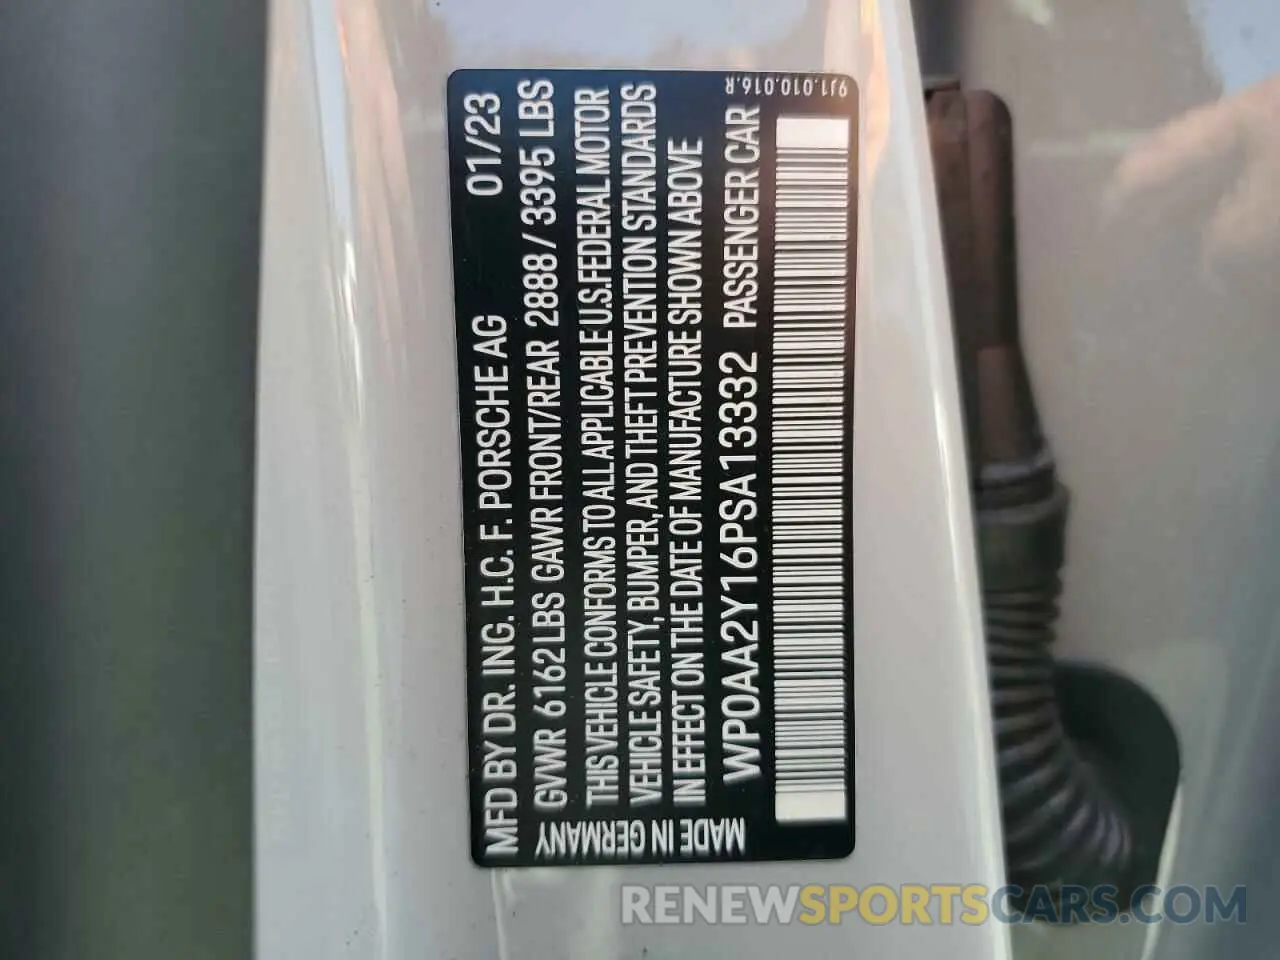 MFD BY DR. ING. H.C. F. PORSCHE AG 01/23
GVWR 6162 LBS GAWR FRONT/REAR 2888 / 3395 LBS
THIS VEHICLE CONFORMS TO ALL APPLICABLE U.S. FEDERAL MOTOR
VEHICLE SAFETY, BUMPER, AND THEFT PREVENTION STANDARDS
IN EFFECT ON THE DATE OF MANUFACTURE SHOWN ABOVE
WP0AA2Y16PSA13332 PASSENGER CAR
MADE IN GERMANY
9J1.010.016.R
RENEWSPORTSCARS.COM